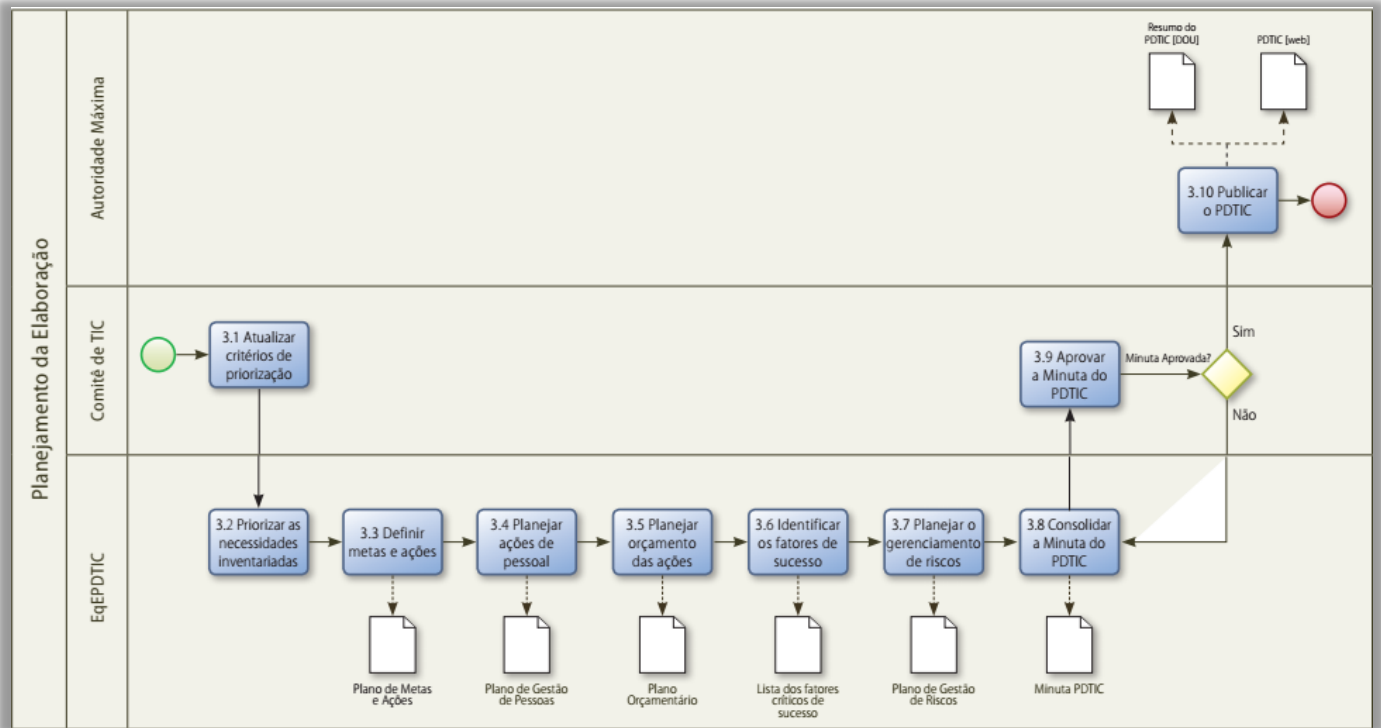 Planejamento da Elaboração
Autoridade Máxima
Resumo do
PDTIC [DOU]
PDTIC [web]
3.10 Publicar
o PDTIC
Comitê de TIC
3.1 Atualizar
critérios de
priorização
3.9 Aprovar
a Minuta do
PDTIC
Minuta Aprovada?
Sim
Não
EqEPDTIC
3.2 Priorizar as
necessidades
inventariadas
3.3 Definir
metas e ações
3.4 Planejar
ações de
pessoal
3.5 Planejar
orçamento
das ações
3.6 Identificar
os fatores de
sucesso
3.7 Planejar o
gerenciamento
de riscos
3.8 Consolidar
a Minuta do
PDTIC
Plano de Metas
e Ações
Plano de Gestão
de Pessoas
Plano
Orçamentário
Lista dos fatores
críticos de
sucesso
Plano de Gestão
de Riscos
Minuta PDTIC